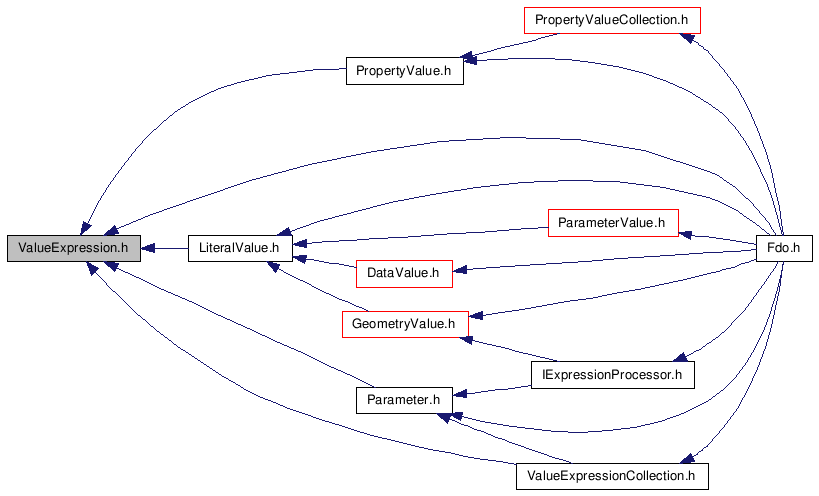 PropertyValueCollection.h
PropertyValue.h
ParameterValue.h
ValueExpression.h
LiteralValue.h
Fdo.h
DataValue.h
GeometryValue.h
IExpressionProcessor.h
Parameter.h
ValueExpressionCollection.h